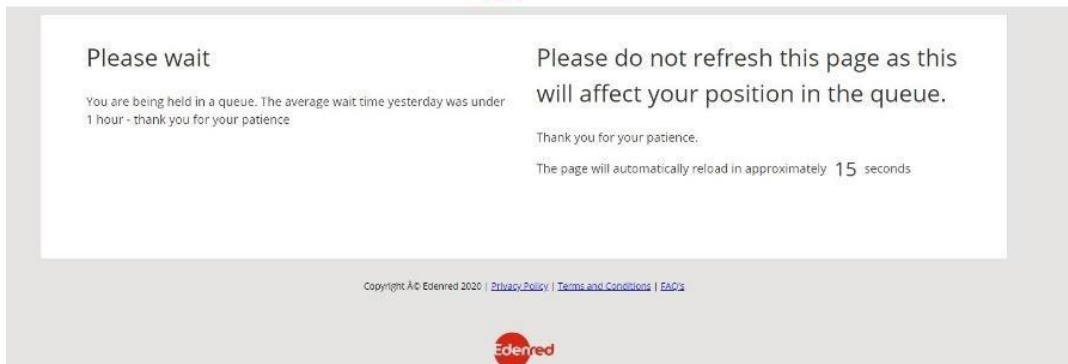 Please wait
You are being held in a queue. The average wait time yesterday was under
1 hour - thank you for your patience
Please do not refresh this page as this
will affect your position in the queue.
Thank you for your patience.
The page will automatically reload in approximately 15 seconds
Copyright Â© Edenred 2020 | Privacy Policy | Terms and Conditions | FAQ's
Edenred